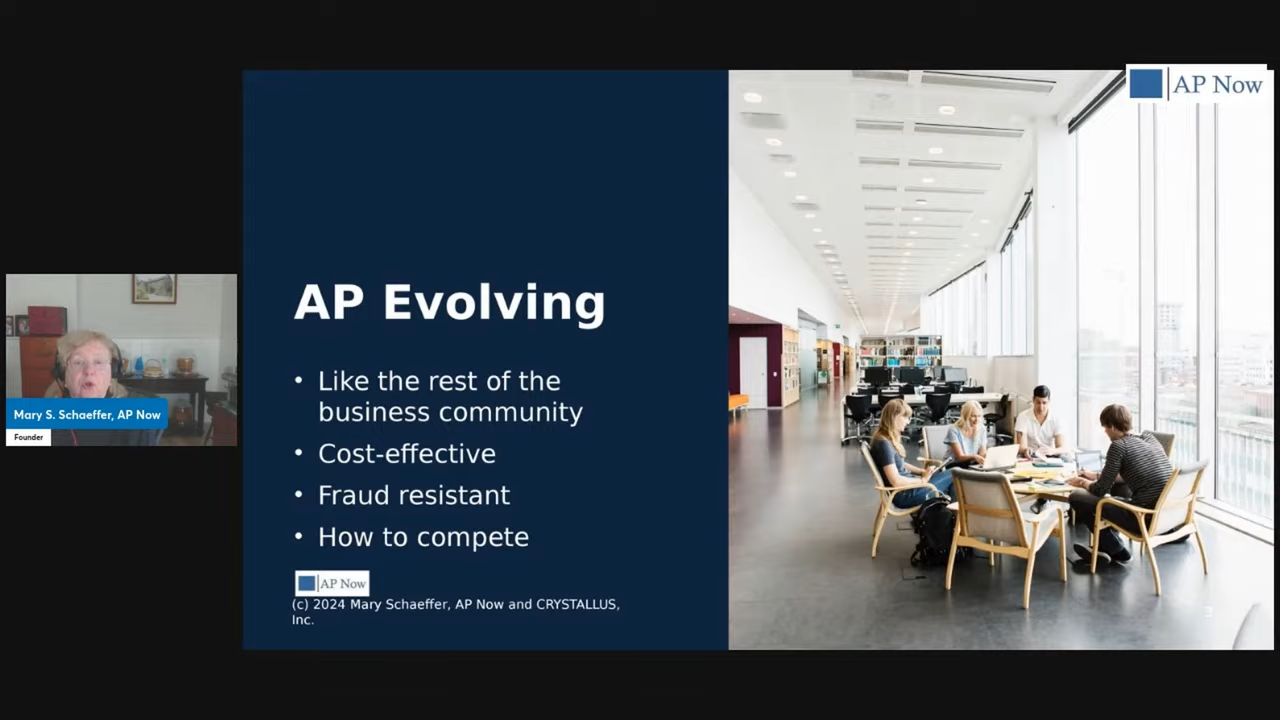 AP Now
AP Evolving
• Like the rest of the
business community
• Cost-effective
• Fraud resistant
• How to compete
AP Now
(c) 2024 Mary Schaeffer, AP Now and CRYSTALLUS,
Inc.
Mary S. Schaeffer, AP Now
Founder